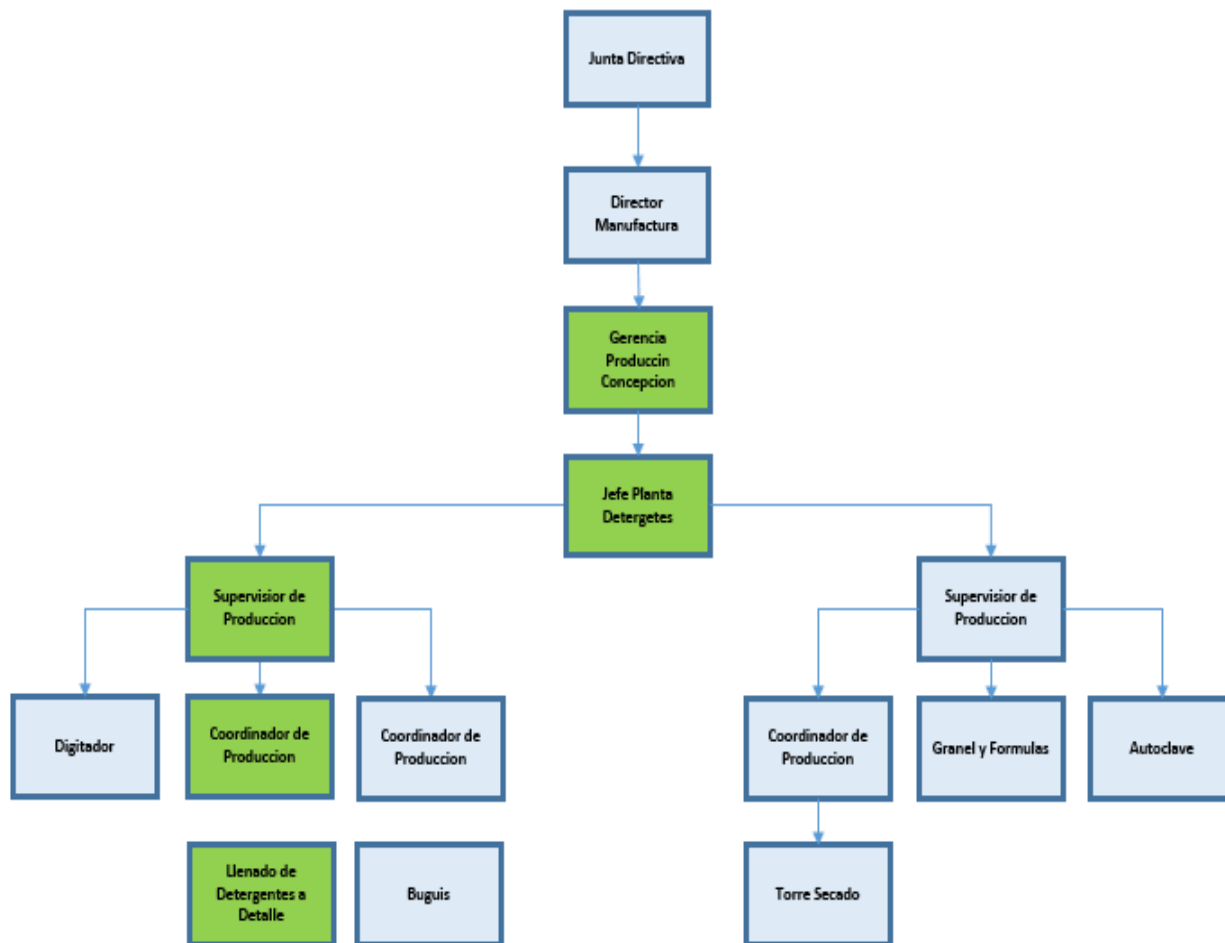 Junta Directiva
Director
Manufactura
Gerencia
Produccin
Concepcion
Jefe Planta
Detergetes
Supervisior de
Produccion
Supervisior de
Produccion
Digitador
Coordinador de
Produccion
Coordinador de
Produccion
Coordinador de
Produccion
Granel y Formulas
Autoclave
Llenado de
Detergentes a
Detalle
Buguis
Torre Secado